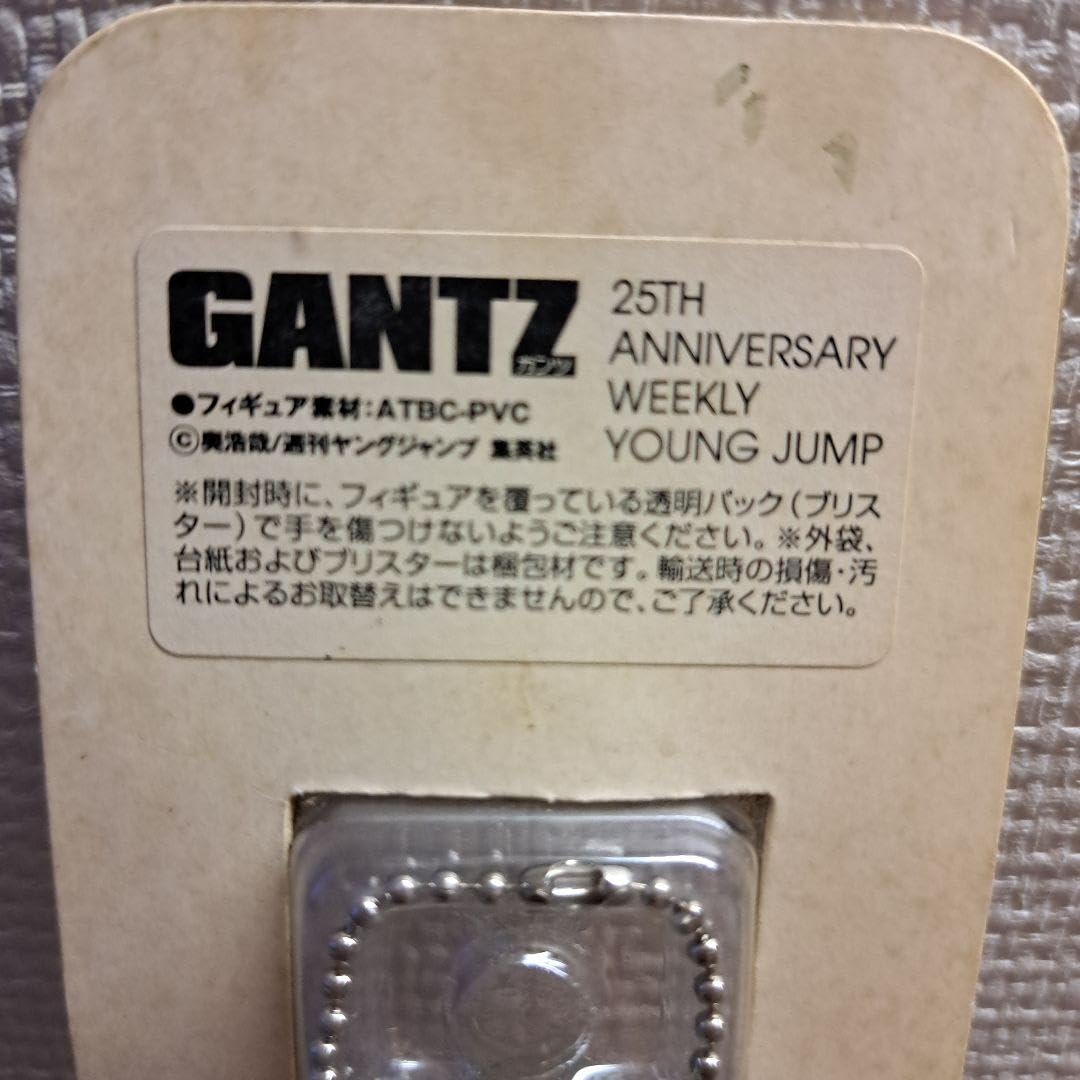 GANTZ
ガンツ
25TH
ANNIVERSARY
WEEKLY
YOUNG JUMP
●フィギュア素材:ATBC-PVC
©奥浩哉/週刊ヤングジャンプ 集英社
※開封時に、フィギュアを覆っている透明パック(ブリス
ター)で手を傷つけないようご注意ください。※外袋、
台紙およびブリスターは梱包材です。輸送時の損傷・汚
れによるお取替えはできませんので、ご了承ください。